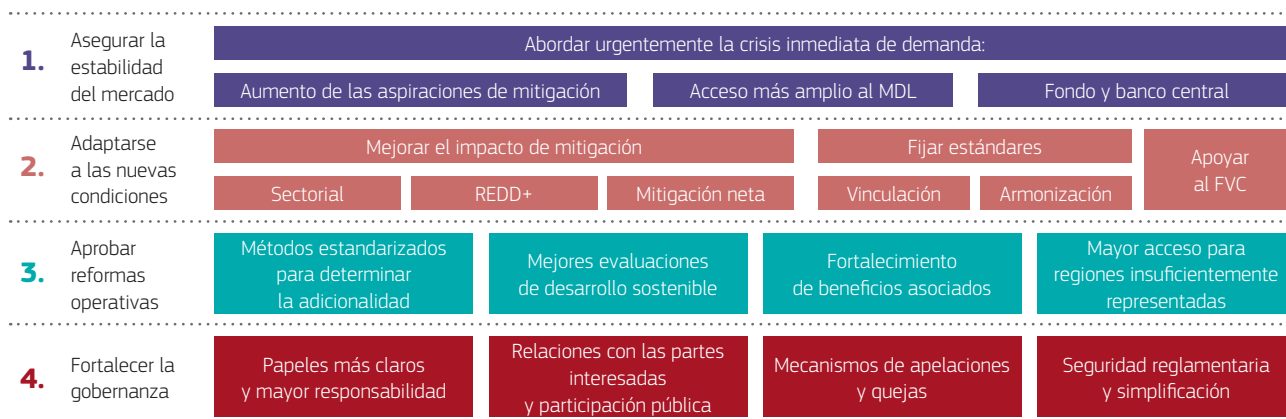 1.
Asegurar la
estabilidad
del mercado
Abordar urgentemente la crisis inmediata de demanda:
Aumento de las aspiraciones de mitigación
Acceso más amplio al MDL
Fondo y banco central
2.
Adaptarse
a las nuevas
condiciones
Mejorar el impacto de mitigación
Sectorial
REDD+
Mitigación neta
Fijar estándares
Vinculación
Armonización
Apoyar
al FVC
3.
Aprobar
reformas
operativas
Métodos estandarizados
para determinar
la adicionalidad
Mejores evaluaciones
de desarrollo sostenible
Fortalecimiento
de beneficios asociados
Mayor acceso para
regiones insuficientemente
representadas
4.
Fortalecer la
gobernanza
Papeles más claros
y mayor responsabilidad
Relaciones con las partes
interesadas
y participación pública
Mecanismos de apelaciones
y quejas
Seguridad reglamentaria
y simplificación